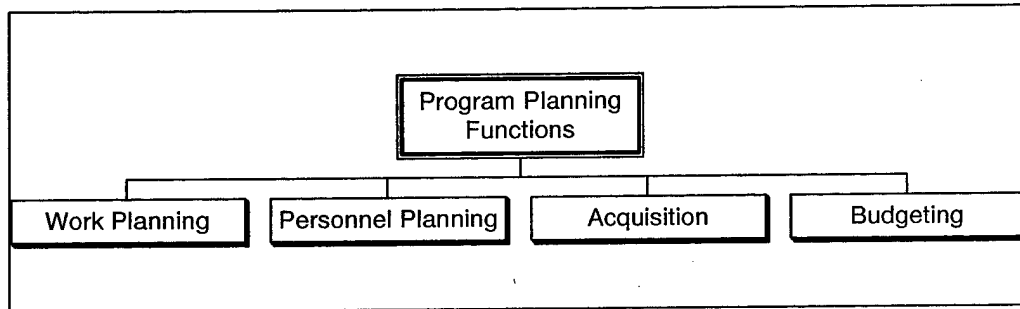 Program Planning
Functions
Work Planning
Personnel Planning
Acquisition
Budgeting